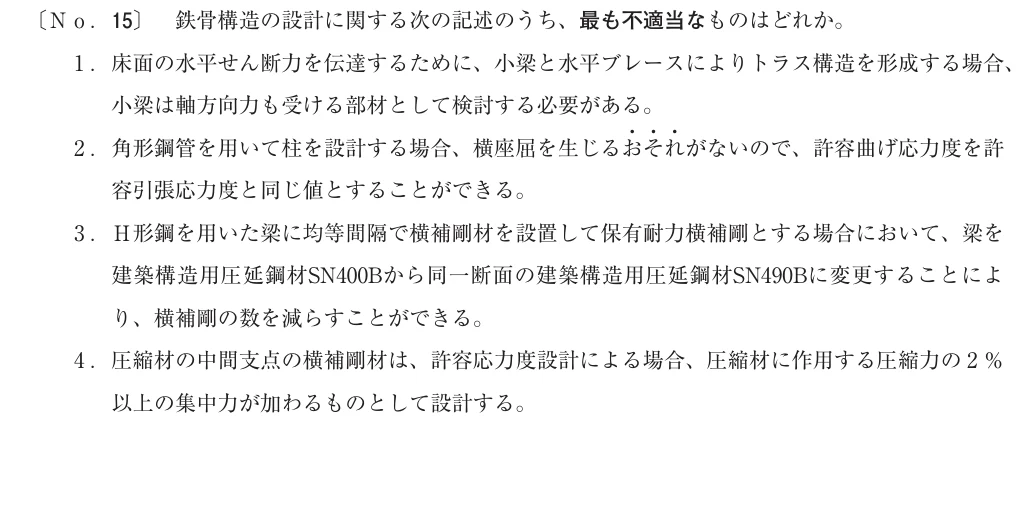 〔Ｎｏ．15〕　鉄骨構造の設計に関する次の記述のうち、最も不適当なものはどれか。
１．床面の水平せん断力を伝達するために、小梁と水平ブレースによりトラス構造を形成する場合、
小梁は軸方向力も受ける部材として検討する必要がある。
２．角形鋼管を用いて柱を設計する場合、横座屈を生じるおそれがないので、許容曲げ応力度を許
容引張応力度と同じ値とすることができる。
３．Ｈ形鋼を用いた梁に均等間隔で横補剛材を設置して保有耐力横補剛とする場合において、梁を
建築構造用圧延鋼材SN400Bから同一断面の建築構造用圧延鋼材SN490Bに変更することによ
り、横補剛の数を減らすことができる。
４．圧縮材の中間支点の横補剛材は、許容応力度設計による場合、圧縮材に作用する圧縮力の２％
以上の集中力が加わるものとして設計する。